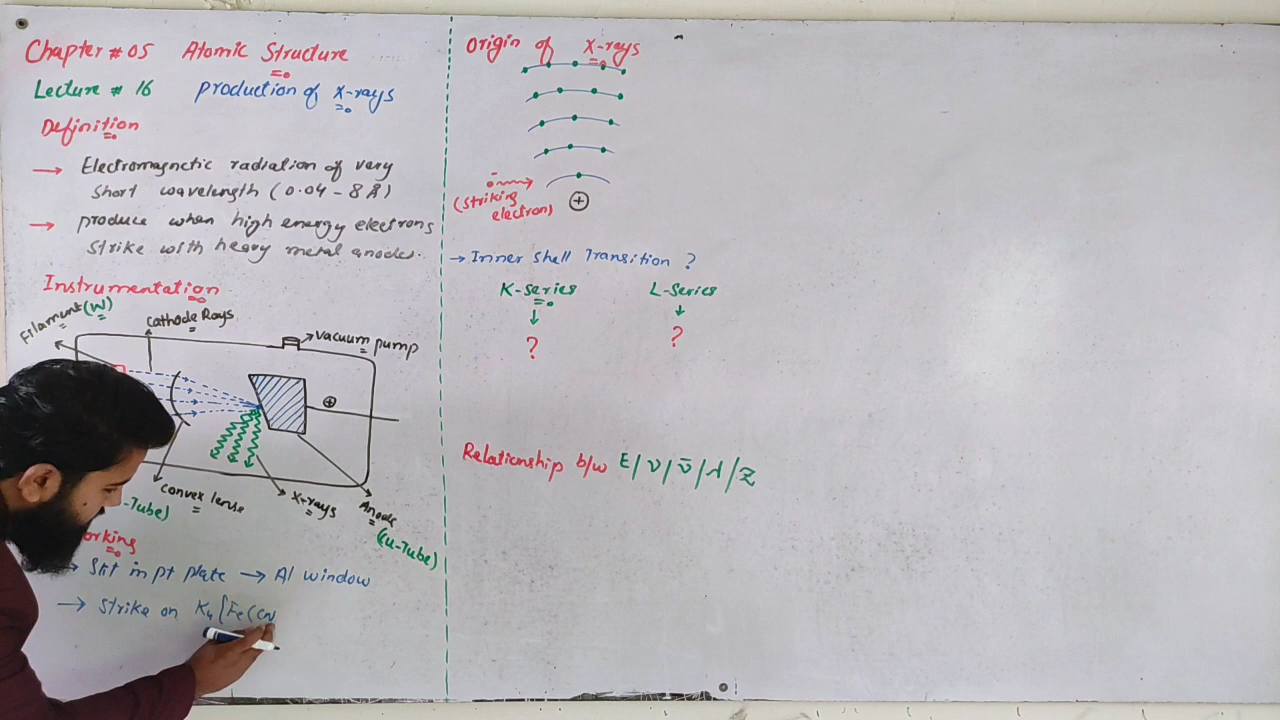 Chapter # 05 Atomic Structure
Lecture # 16 production of X-rays
Definition
→ Electromagnetic radiation of very
short wavelength (0.04 - 8 Å)
→ produce when high energy electrons
strike with heavy metal anodes.
Instrumentation
Filament (W)
Cathode Rays
vacuum pump
⊕
convex lense
X-rays
Anode
(Cu-Tube)
-Tube)
orking
Slit in pt plate → Al window
→ Strike on K4[Fe(CN
Origin of X-rays
(Striking
electron)
⊕
→ Inner shell Transition ?
K-series L-series
↓ ↓
? ?
Relationship b/w E/ν/ν̄/λ/Z